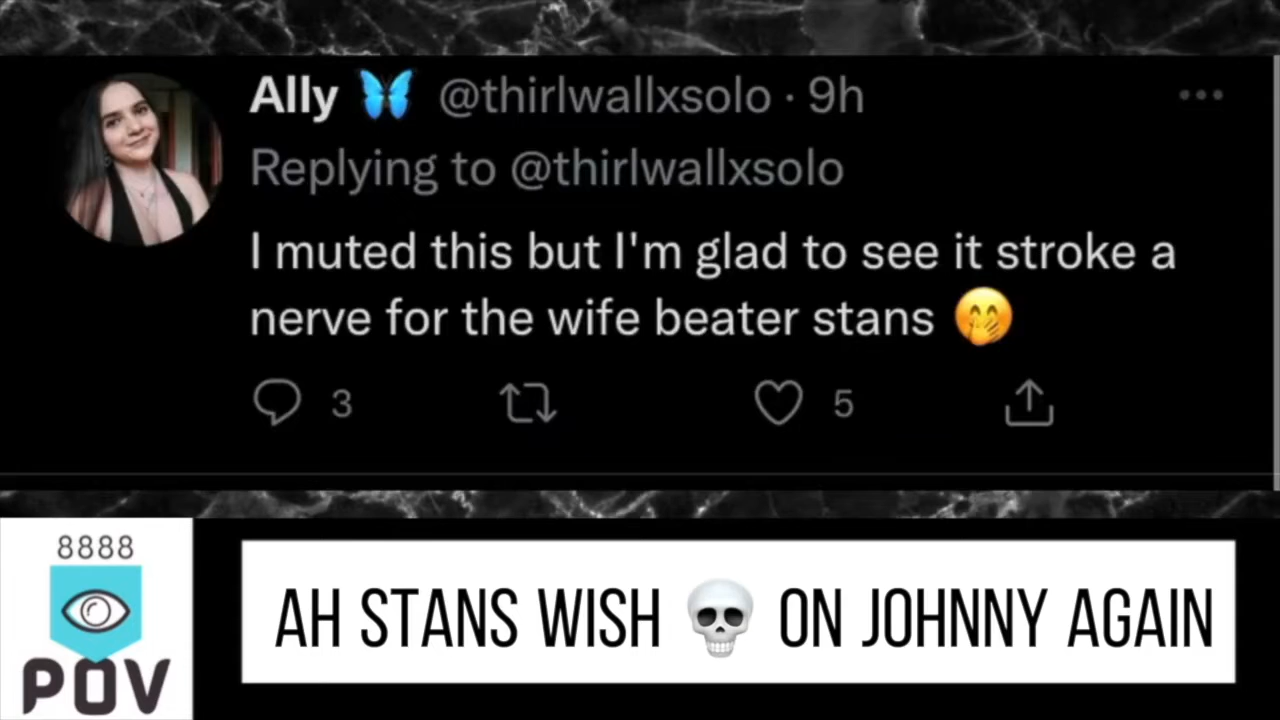 Ally 🦋 @thirlwallxsolo · 9h
Replying to @thirlwallxsolo
I muted this but I'm glad to see it stroke a
nerve for the wife beater stans 🤭
3 5
8888
POV
AH STANS WISH 💀 ON JOHNNY AGAIN